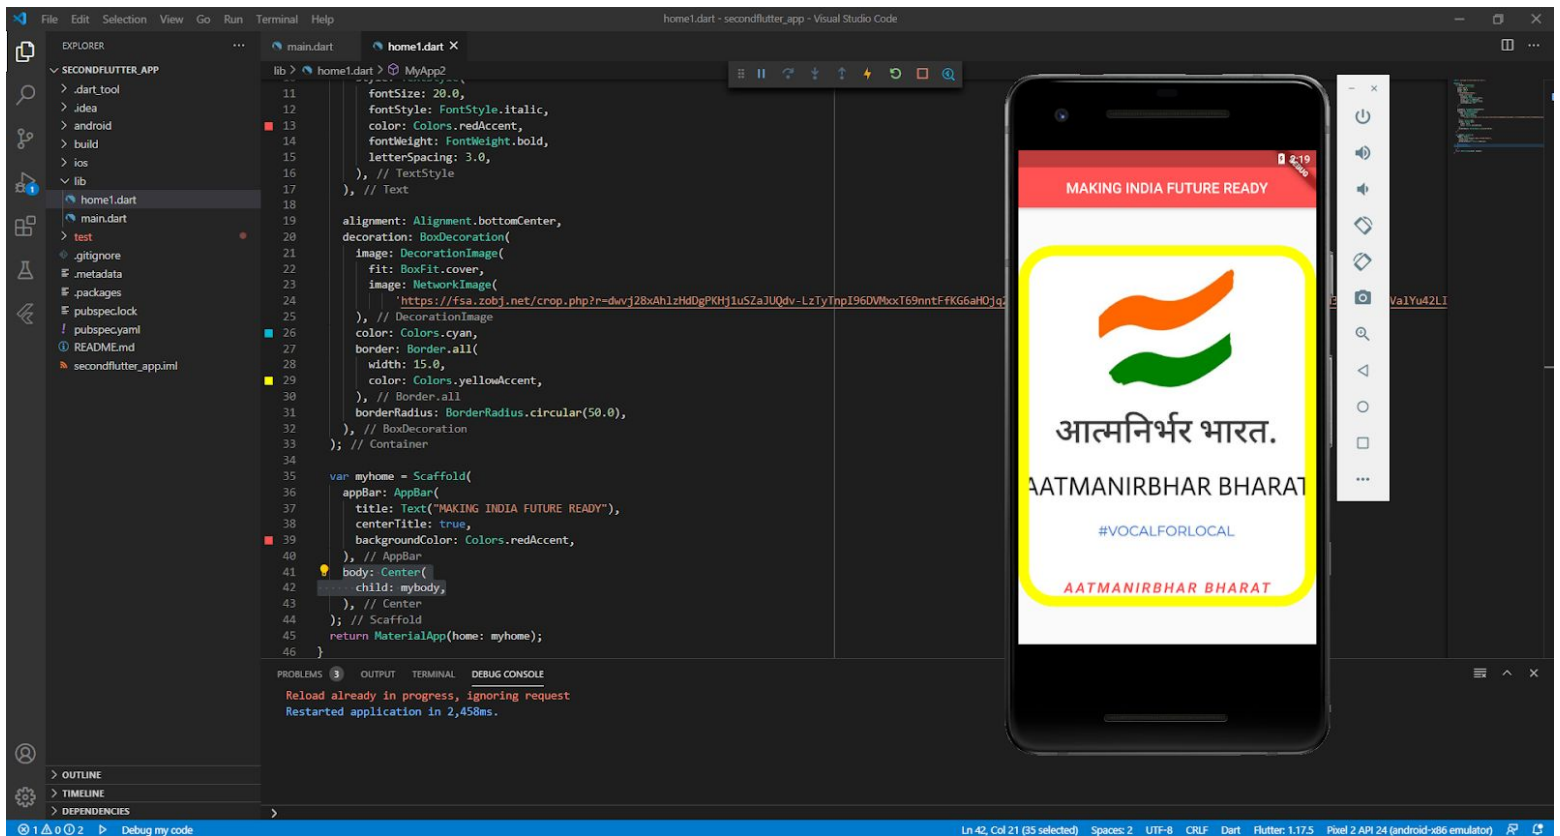 File Edit Selection View Go Run Terminal Help
home1.dart - secondflutter_app - Visual Studio Code
EXPLORER
SECONDFLUTTER_APP
.dart_tool
.idea
android
build
ios
lib
home1.dart
main.dart
test
.gitignore
.metadata
.packages
pubspec.lock
pubspec.yaml
README.md
secondflutter_app.iml
OUTLINE
TIMELINE
DEPENDENCIES
main.dart home1.dart
lib > home1.dart > MyApp2
11 fontSize: 20.0,
12 fontStyle: FontStyle.italic,
13 color: Colors.redAccent,
14 fontWeight: FontWeight.bold,
15 letterSpacing: 3.0,
16 ), // TextStyle
17 ), // Text
18
19 alignment: Alignment.bottomCenter,
20 decoration: BoxDecoration(
21 image: DecorationImage(
22 fit: BoxFit.cover,
23 image: NetworkImage(
24
25 ), // DecorationImage
26 color: Colors.cyan,
27 border: Border.all(
28 width: 15.0,
29 color: Colors.yellowAccent,
30 ), // Border.all
31 borderRadius: BorderRadius.circular(50.0),
32 ), // BoxDecoration
33 ); // Container
34
35 var myhome = Scaffold(
36 appBar: AppBar(
37 title: Text("MAKING INDIA FUTURE READY"),
38 centerTitle: true,
39 backgroundColor: Colors.redAccent,
40 ), // AppBar
41 body: Center(
42 child: mybody,
43 ), // Center
44 ); // Scaffold
45 return MaterialApp(home: myhome);
46 }
2:19
MAKING INDIA FUTURE READY
आत्मनिर्भर भारत.
AATMANIRBHAR BHARAT
#VOCALFORLOCAL
AATMANIRBHAR BHARAT
PROBLEMS 3 OUTPUT TERMINAL DEBUG CONSOLE
Reload already in progress, ignoring request
Restarted application in 2,458ms.
1 0 2 Debug my code
Ln 42, Col 21 (35 selected) Spaces: 2 UTF-8 CRLF Dart Flutter: 1.17.5 Pixel 2 API 24 (android-x86 emulator)